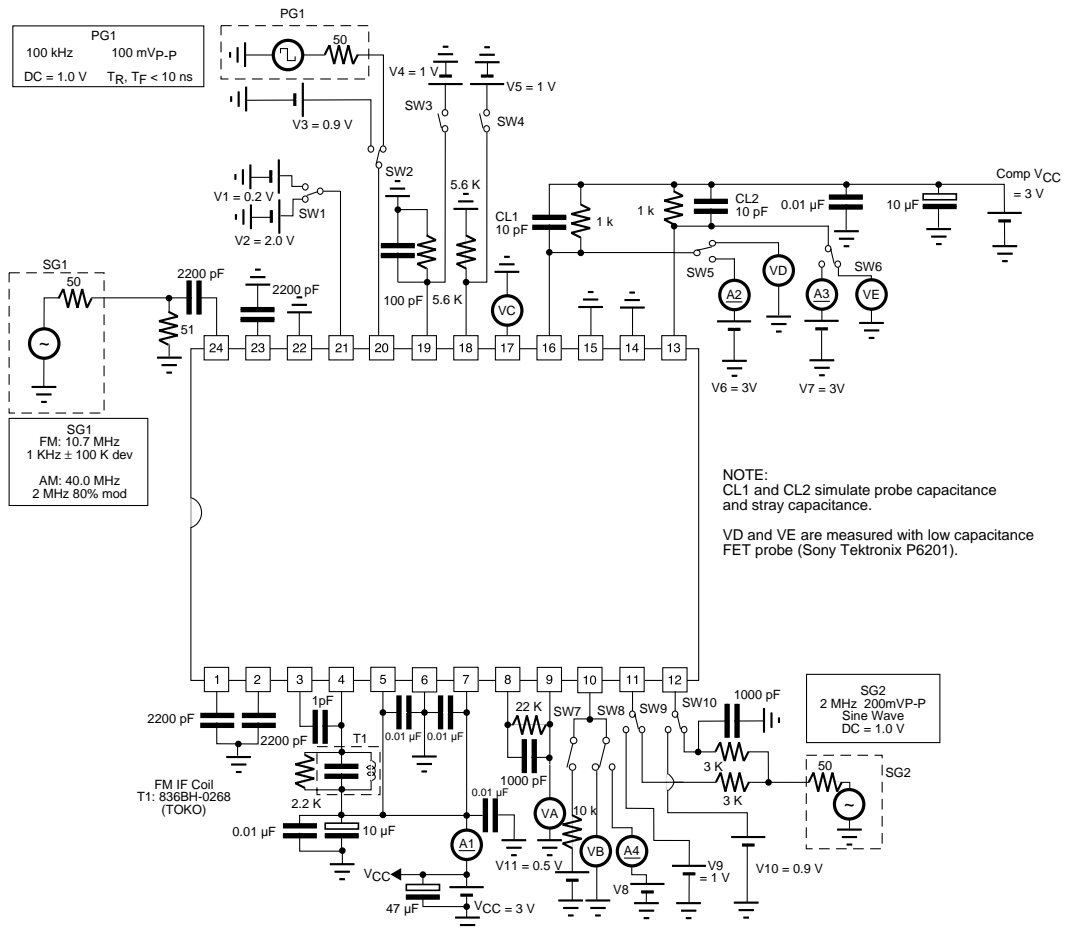 PG1
PG1
100 kHz 100 mVP-P
DC = 1.0 V TR, TF < 10 ns
50
V4 = 1 V
V5 = 1 V
SW3
SW4
V3 = 0.9 V
SW2
V1 = 0.2 V
SW1
V2 = 2.0 V
5.6 K
100 pF
5.6 K
VC
CL1
10 pF
1 k
1 k
CL2
10 pF
0.01 µF
10 µF
Comp VCC
= 3 V
SW5
VD
SW6
A2
A3
VE
V6 = 3V
V7 = 3V
SG1
50
~
2200 pF
51
2200 pF
24
23
22
21
20
19
18
17
16
15
14
13
SG1
FM: 10.7 MHz
1 KHz ± 100 K dev
AM: 40.0 MHz
2 MHz 80% mod
NOTE:
CL1 and CL2 simulate probe capacitance
and stray capacitance.
VD and VE are measured with low capacitance
FET probe (Sony Tektronix P6201).
1
2
3
4
5
6
7
8
9
10
11
12
2200 pF
2200 pF
1pF
T1
0.01 µF
0.01 µF
22 K
1000 pF
SW7
SW8
SW9
SW10
1000 pF
SG2
2 MHz 200mVP-P
Sine Wave
DC = 1.0 V
3 K
3 K
50
SG2
~
FM IF Coil
T1: 836BH-0268
(TOKO)
2.2 K
0.01 µF
10 µF
0.01 µF
A1
VA
10 k
VB
A4
V11 = 0.5 V
V8
V9
= 1 V
V10 = 0.9 V
VCC
47 µF
VCC = 3 V